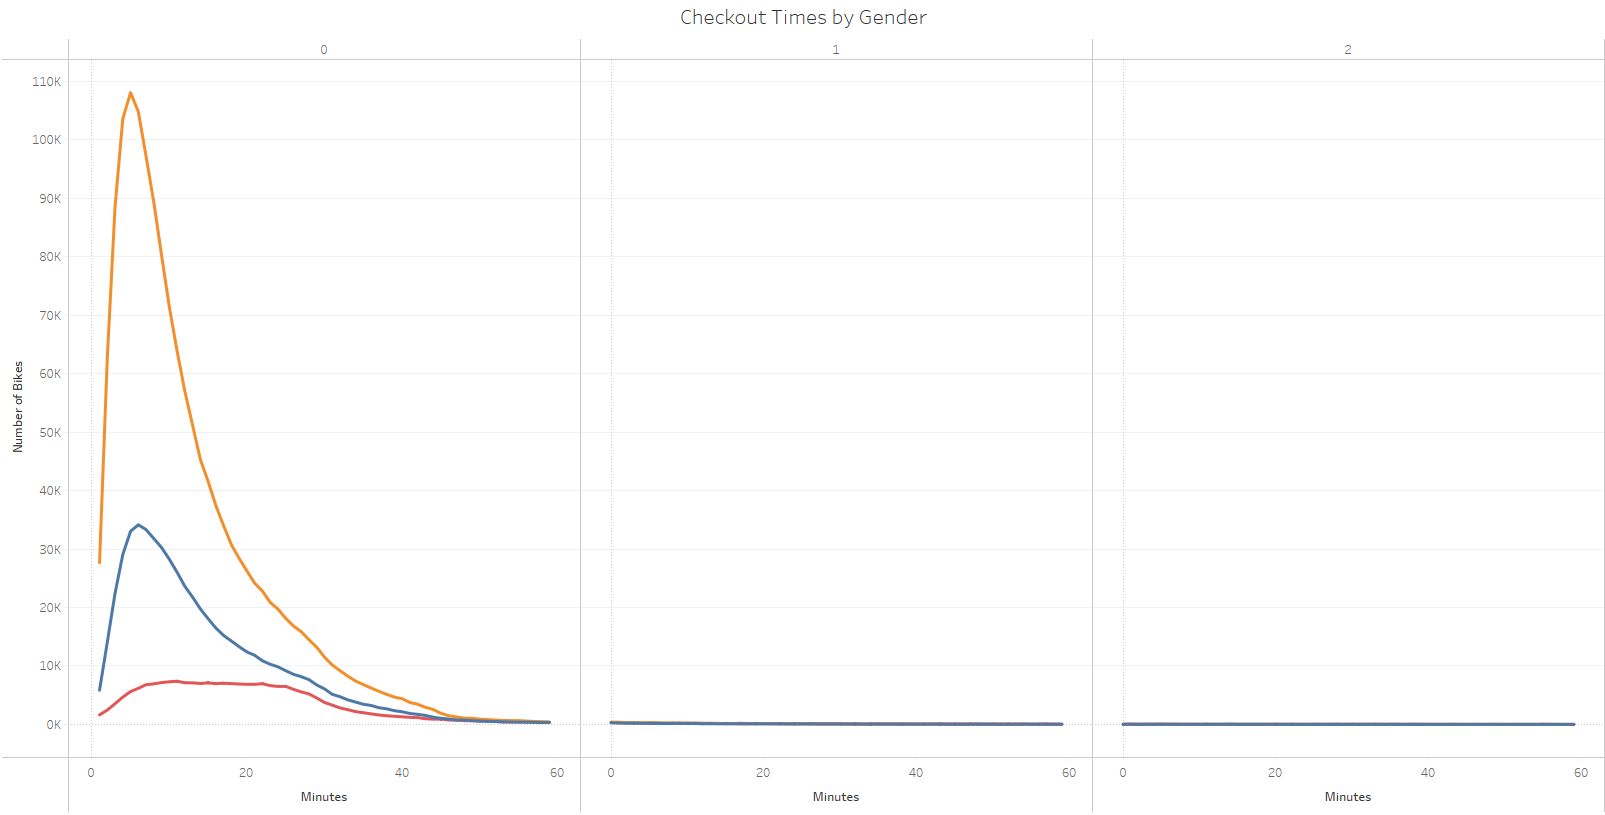 Checkout Times by Gender
0 1 2
110K
100K
90K
80K
70K
60K
50K
40K
30K
20K
10K
0K
Number of Bikes
0 20 40 60 0 20 40 60 0 20 40 60
Minutes Minutes Minutes